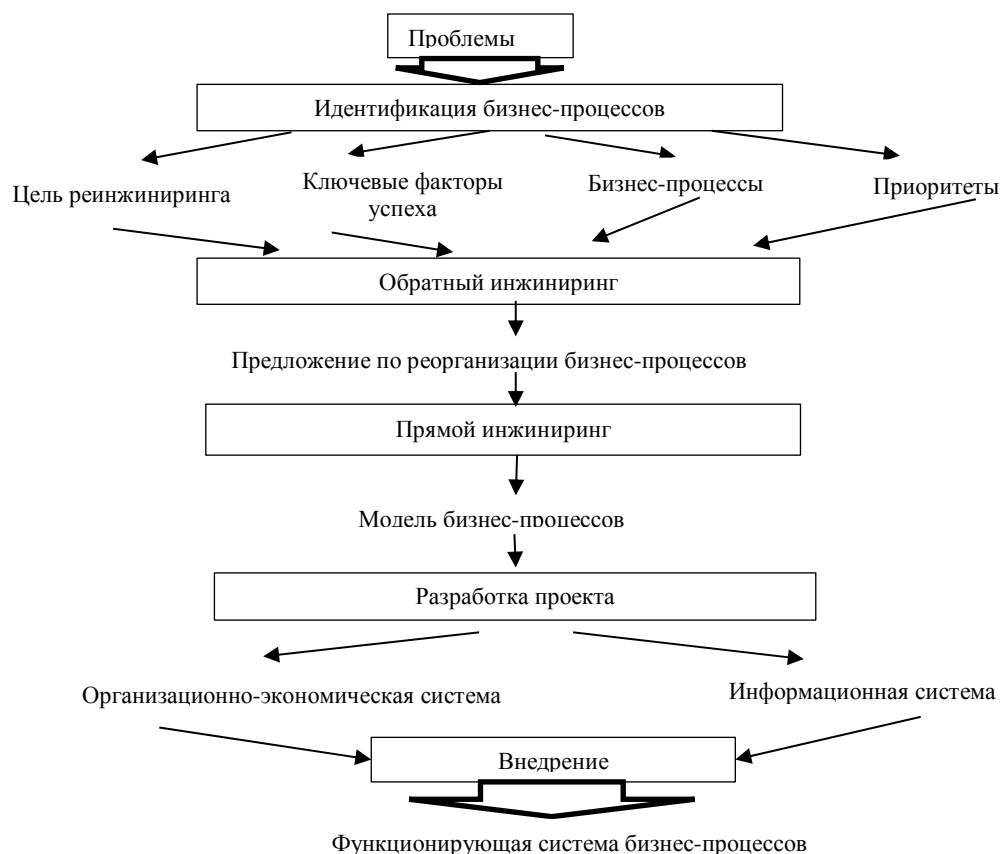 Проблемы
Идентификация бизнес-процессов
Цель реинжиниринга
Ключевые факторы
успеха
Бизнес-процессы
Приоритеты
Обратный инжиниринг
Предложение по реорганизации бизнес-процессов
Прямой инжиниринг
Модель бизнес-процессов
Разработка проекта
Организационно-экономическая система
Информационная система
Внедрение
Функционирующая система бизнес-процессов